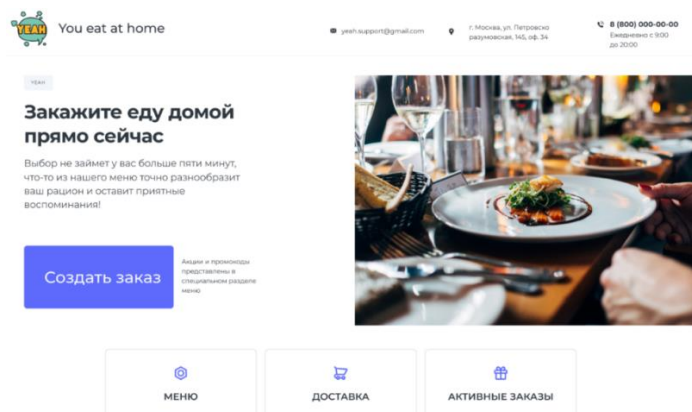 YEAH
You eat at home
yeah.support@gmail.com
г. Москва, ул. Петровско
разумовская, 145, оф. 34
8 (800) 000-00-00
Ежедневно с 9:00
до 20:00
YEAH
Закажите еду домой
прямо сейчас
Выбор не займет у вас больше пяти минут,
что-то из нашего меню точно разнообразит
ваш рацион и оставит приятные
воспоминания!
Создать заказ
Акции и промокоды
представлены в
специальном разделе
меню
МЕНЮ
ДОСТАВКА
АКТИВНЫЕ ЗАКАЗЫ